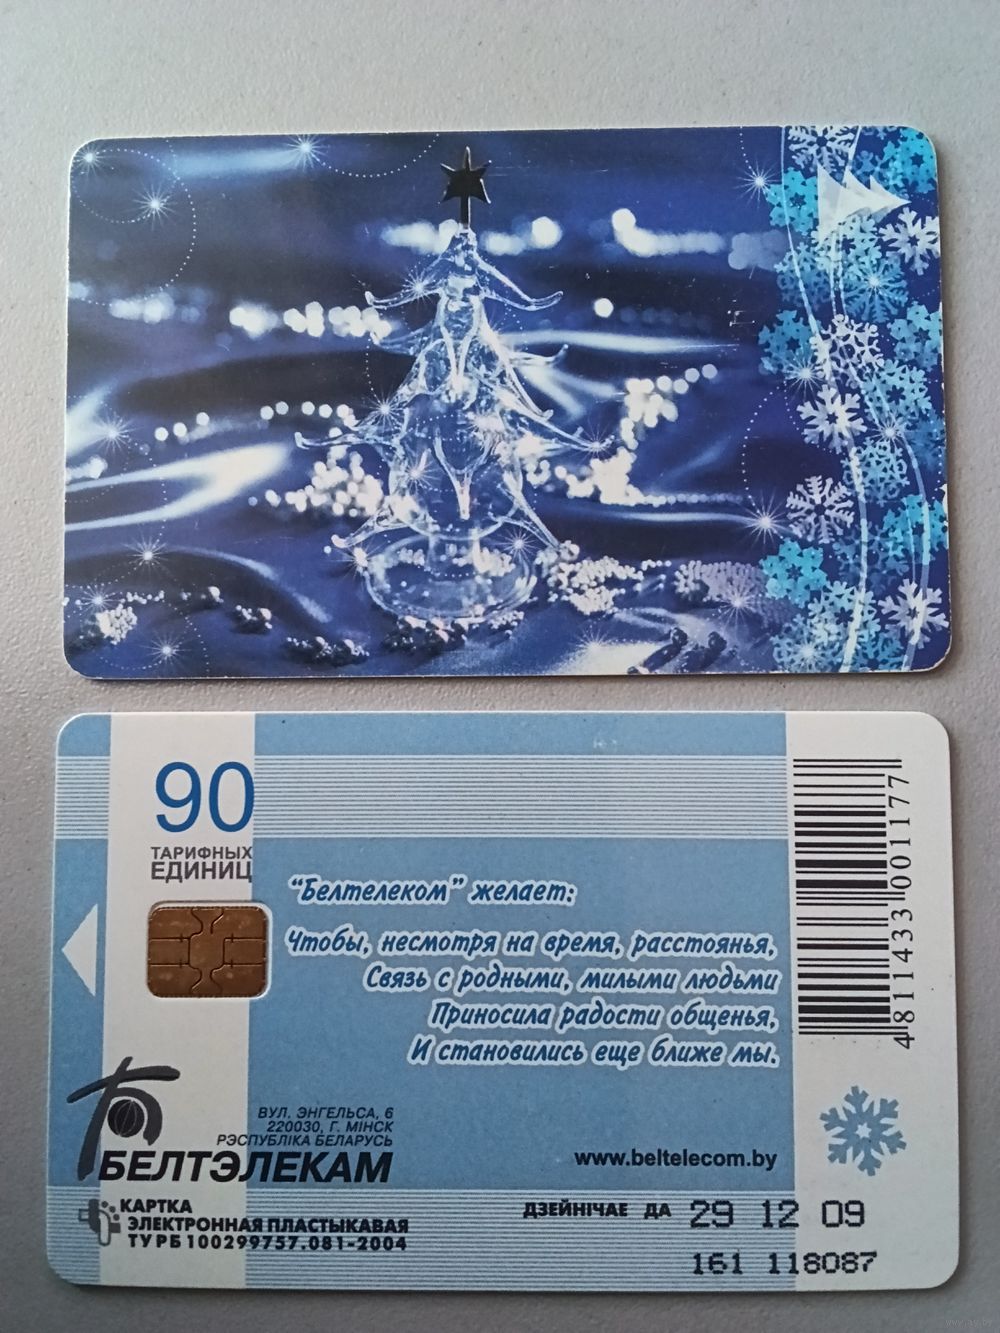 90
ТАРИФНЫХ
ЕДИНИЦ
“Белтелеком” желает:
Чтобы, несмотря на время, расстоянья,
Связь с родными, милыми людьми
Приносила радости общенья,
И становились еще ближе мы.
4811433001177
ВУЛ. ЭНГЕЛЬСА, 6
220030, Г. МІНСК
РЭСПУБЛІКА БЕЛАРУСЬ
БЕЛТЭЛЕКАМ
www.beltelecom.by
КАРТКА
ЭЛЕКТРОННАЯ ПЛАСТЫКАВАЯ
ТУ РБ 100299757.081-2004
ДЗЕЙНІЧАЕ ДА 29 12 09
161 118087